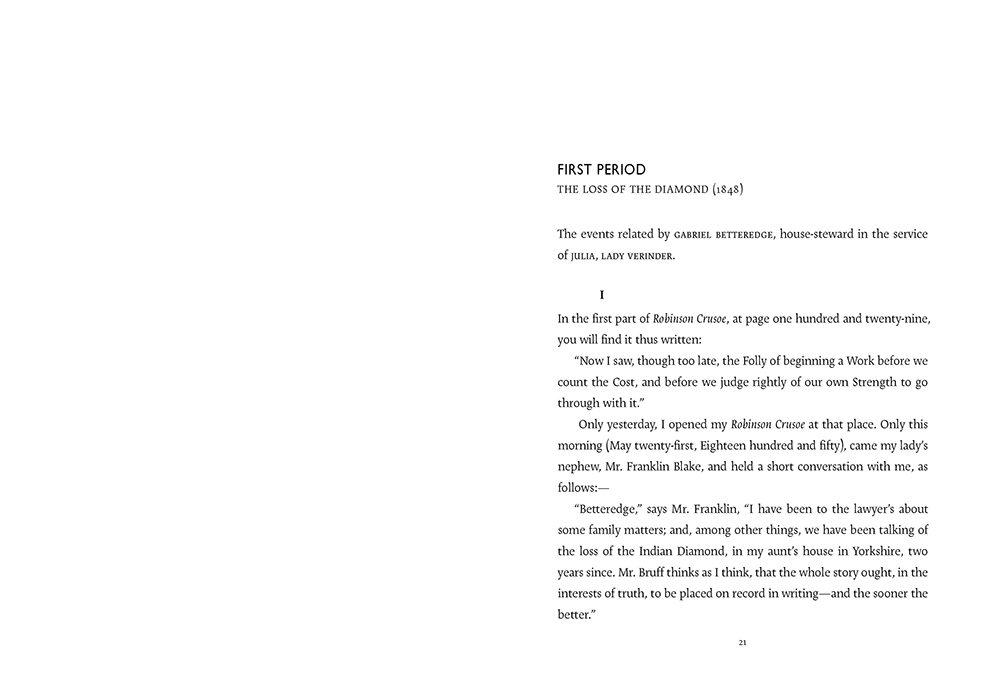 FIRST PERIOD
THE LOSS OF THE DIAMOND (1848)
The events related by GABRIEL BETTEREDGE, house-steward in the service
of JULIA, LADY VERINDER.
I
In the first part of Robinson Crusoe, at page one hundred and twenty-nine,
you will find it thus written:
“Now I saw, though too late, the Folly of beginning a Work before we
count the Cost, and before we judge rightly of our own Strength to go
through with it.”
Only yesterday, I opened my Robinson Crusoe at that place. Only this
morning (May twenty-first, Eighteen hundred and fifty), came my lady’s
nephew, Mr. Franklin Blake, and held a short conversation with me, as
follows:—
“Betteredge,” says Mr. Franklin, “I have been to the lawyer’s about
some family matters; and, among other things, we have been talking of
the loss of the Indian Diamond, in my aunt’s house in Yorkshire, two
years since. Mr. Bruff thinks as I think, that the whole story ought, in the
interests of truth, to be placed on record in writing—and the sooner the
better.”
21